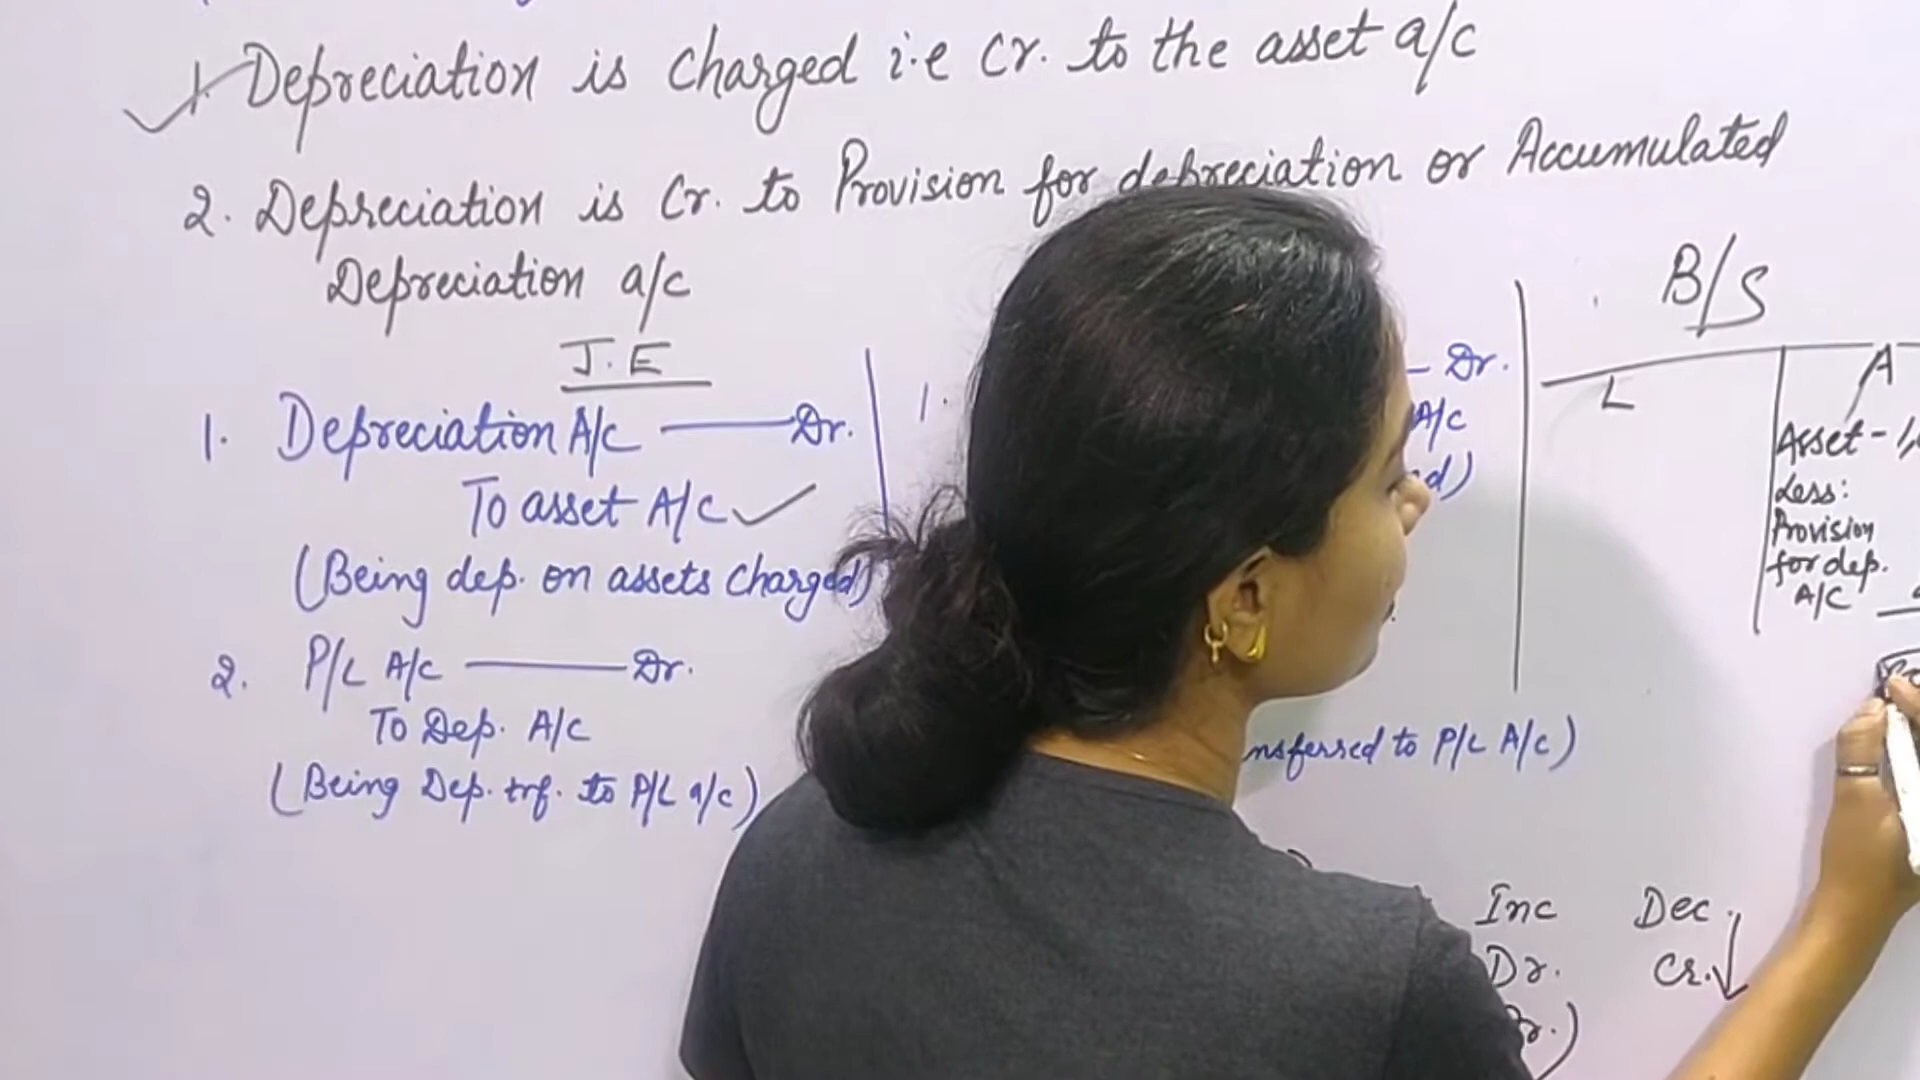 1. Depreciation is charged i.e Cr. to the asset a/c
2. Depreciation is Cr. to Provision for depreciation or Accumulated
Depreciation a/c
J.E
1. Depreciation A/c Dr.
To asset A/c
(Being dep. on assets charged)
2. P/L A/c Dr.
To Dep. A/c
(Being Dep. trf. to P/L a/c)
1. Dr.
A/c
P/L A/c)
to
B/S
L A
Asset -
Less:
Provision
for dep.
A/c
Inc Dec.
Dr. Cr.